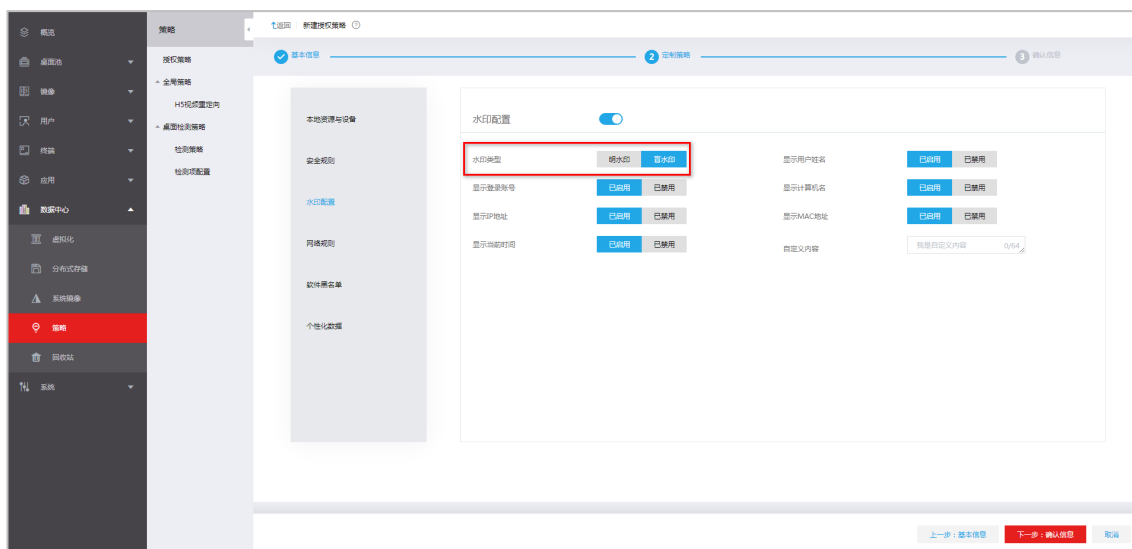 概览
桌面池
镜像
用户
终端
应用
数据中心
虚拟化
分布式存储
系统镜像
策略
回收站
系统
策略
授权策略
全局策略
H5视频重定向
桌面检测策略
检测策略
检测项配置
返回 新建授权策略
基本信息
2 定制策略
3 确认信息
本地资源与设备
安全规则
水印配置
网络规则
软件黑名单
个性化数据
水印配置
水印类型 明水印 盲水印 显示用户姓名 已启用 已禁用
显示登录账号 已启用 已禁用 显示计算机名 已启用 已禁用
显示IP地址 已启用 已禁用 显示MAC地址 已启用 已禁用
显示当前时间 已启用 已禁用 自定义内容 我是自定义内容 0/64
上一步：基本信息 下一步：确认信息 取消